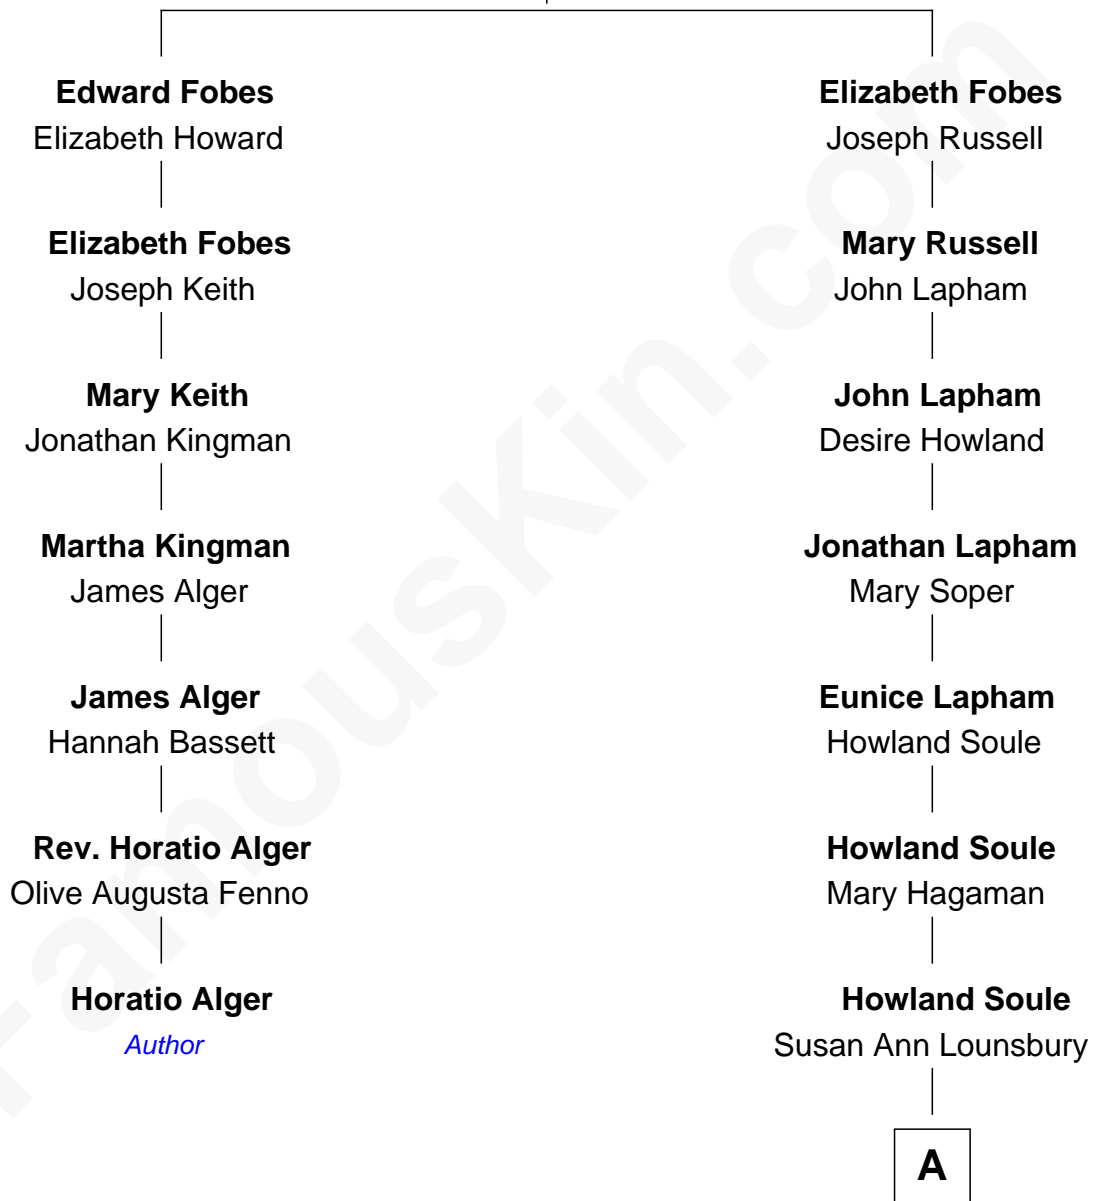 Edward Fobes
Elizabeth Howard
Elizabeth Fobes
Joseph Keith
Mary Keith
Jonathan Kingman
Martha Kingman
James Alger
James Alger
Hannah Bassett
Rev. Horatio Alger
Olive Augusta Fenno
Horatio Alger
Author
Elizabeth Fobes
Joseph Russell
Mary Russell
John Lapham
John Lapham
Desire Howland
Jonathan Lapham
Mary Soper
Eunice Lapham
Howland Soule
Howland Soule
Mary Hagaman
Howland Soule
Susan Ann Lounsbury
A
FamousKin.com